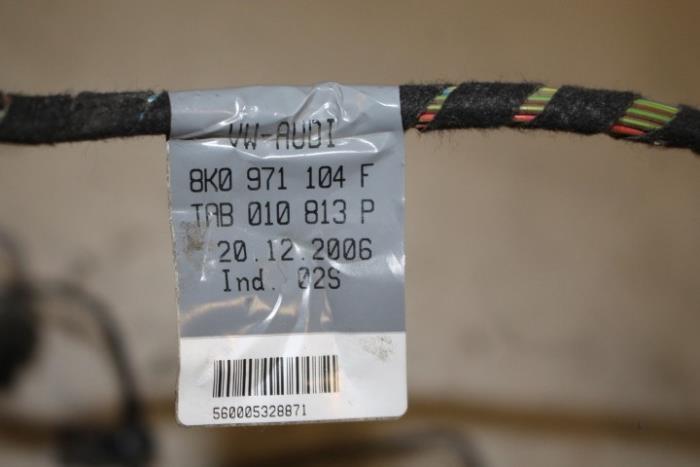 VW-AUDI
8K0 971 104 F
TAB 010 813 P
20.12.2006
Ind. 02S
560005328871